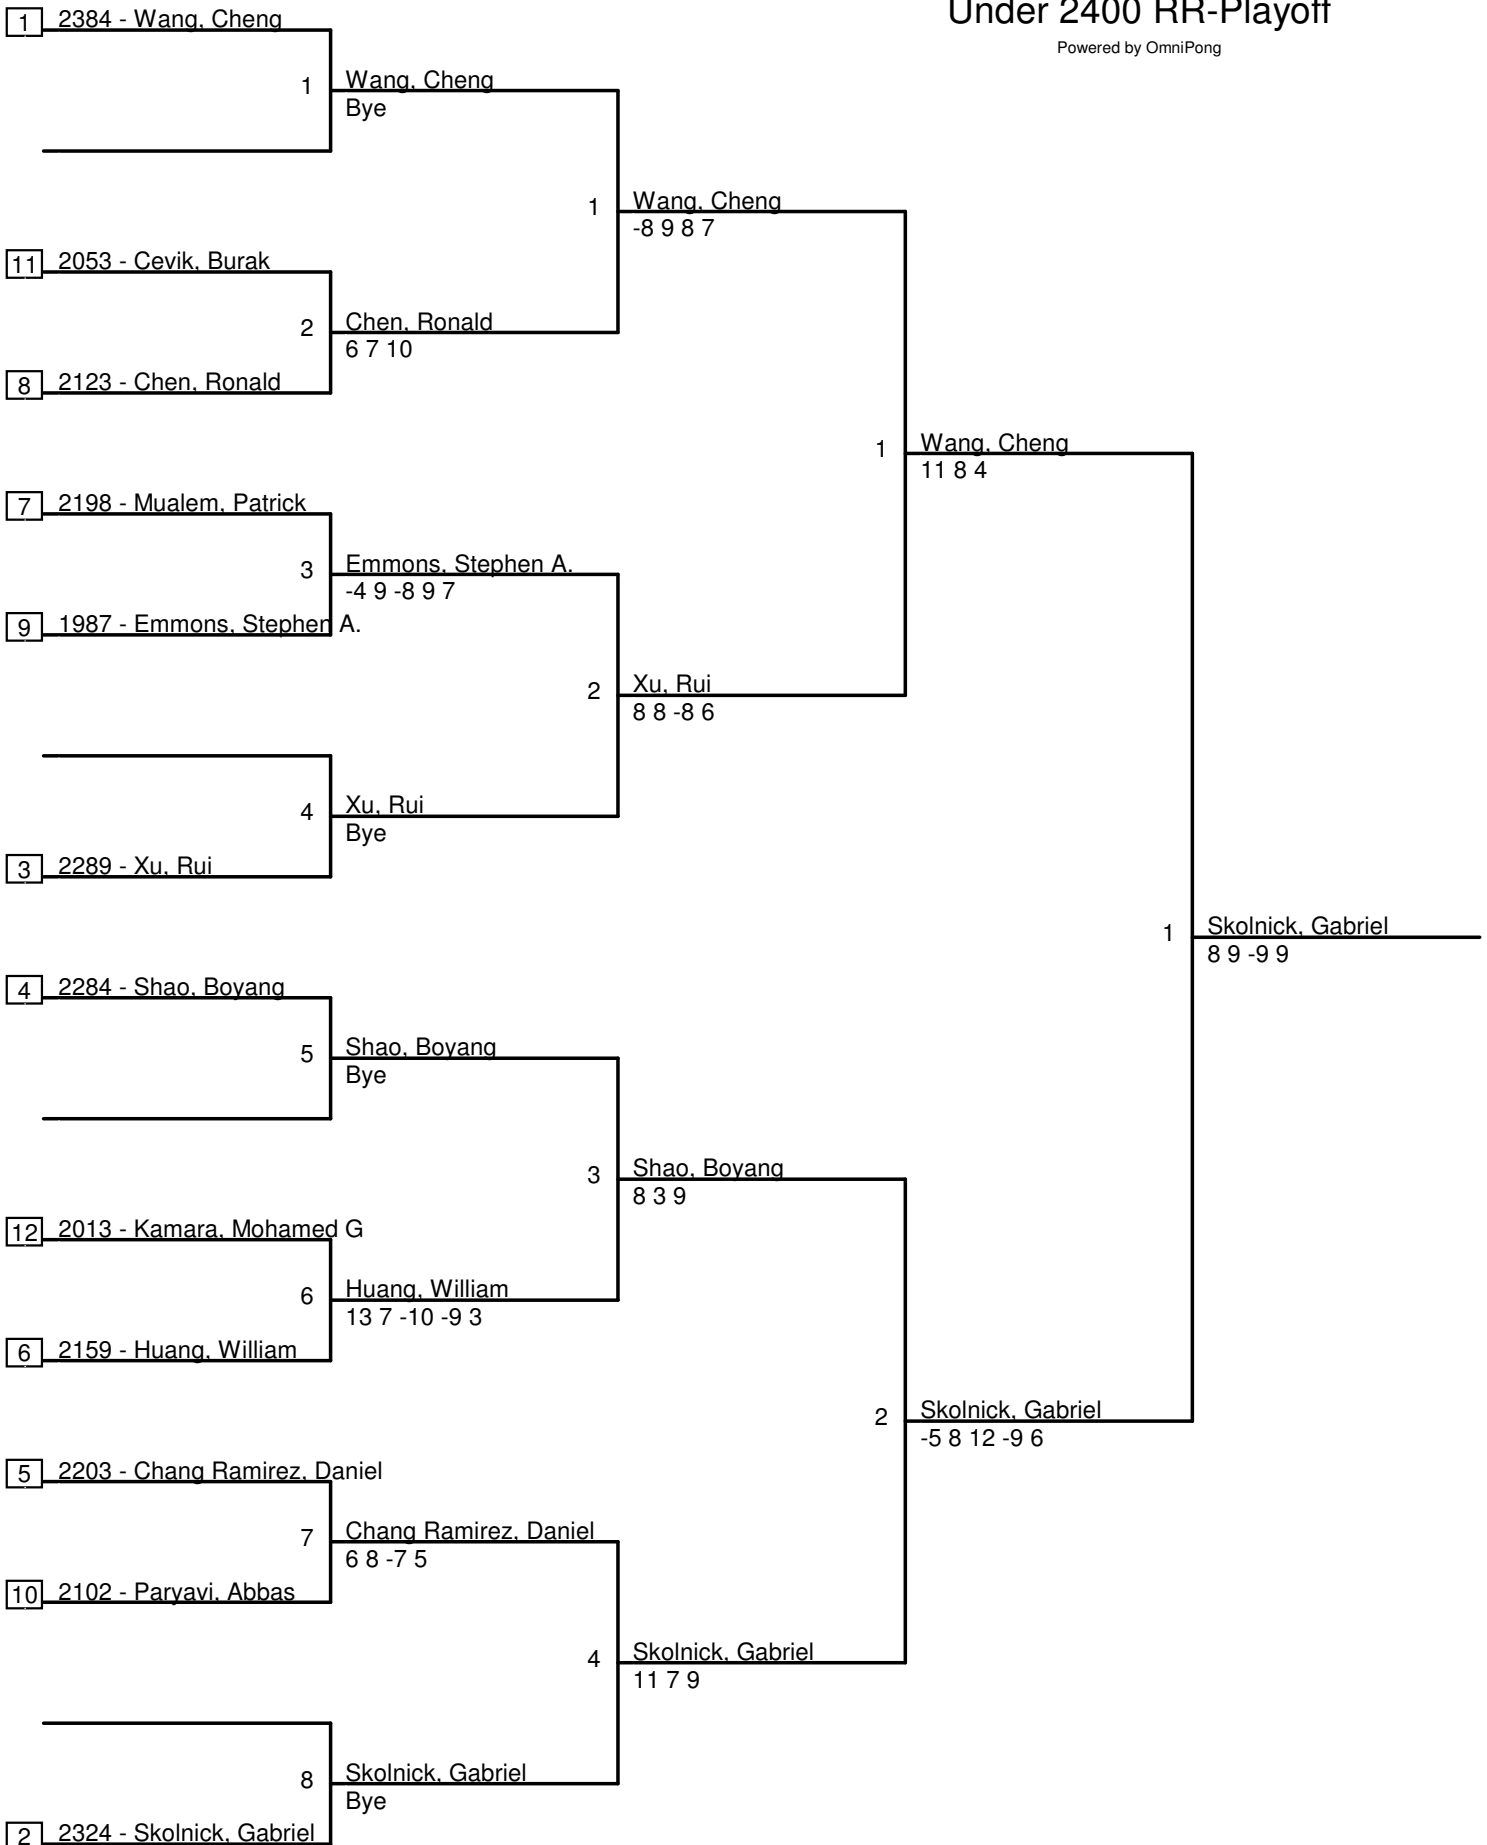 Under 2400 RR-Playoff
Powered by OmniPong
1 2384 - Wang, Cheng
1 Wang, Cheng
Bye
1 Wang, Cheng
-8 9 8 7
11 2053 - Cevik, Burak
2 Chen, Ronald
6 7 10
8 2123 - Chen, Ronald
1 Wang, Cheng
11 8 4
7 2198 - Mualem, Patrick
3 Emmons, Stephen A.
-4 9 -8 9 7
9 1987 - Emmons, Stephen A.
2 Xu, Rui
8 8 -8 6
4 Xu, Rui
Bye
3 2289 - Xu, Rui
1 Skolnick, Gabriel
8 9 -9 9
4 2284 - Shao, Boyang
5 Shao, Boyang
Bye
3 Shao, Boyang
8 3 9
12 2013 - Kamara, Mohamed G
6 Huang, William
13 7 -10 -9 3
6 2159 - Huang, William
2 Skolnick, Gabriel
-5 8 12 -9 6
5 2203 - Chang Ramirez, Daniel
7 Chang Ramirez, Daniel
6 8 -7 5
10 2102 - Paryavi, Abbas
4 Skolnick, Gabriel
11 7 9
8 Skolnick, Gabriel
Bye
2 2324 - Skolnick, Gabriel